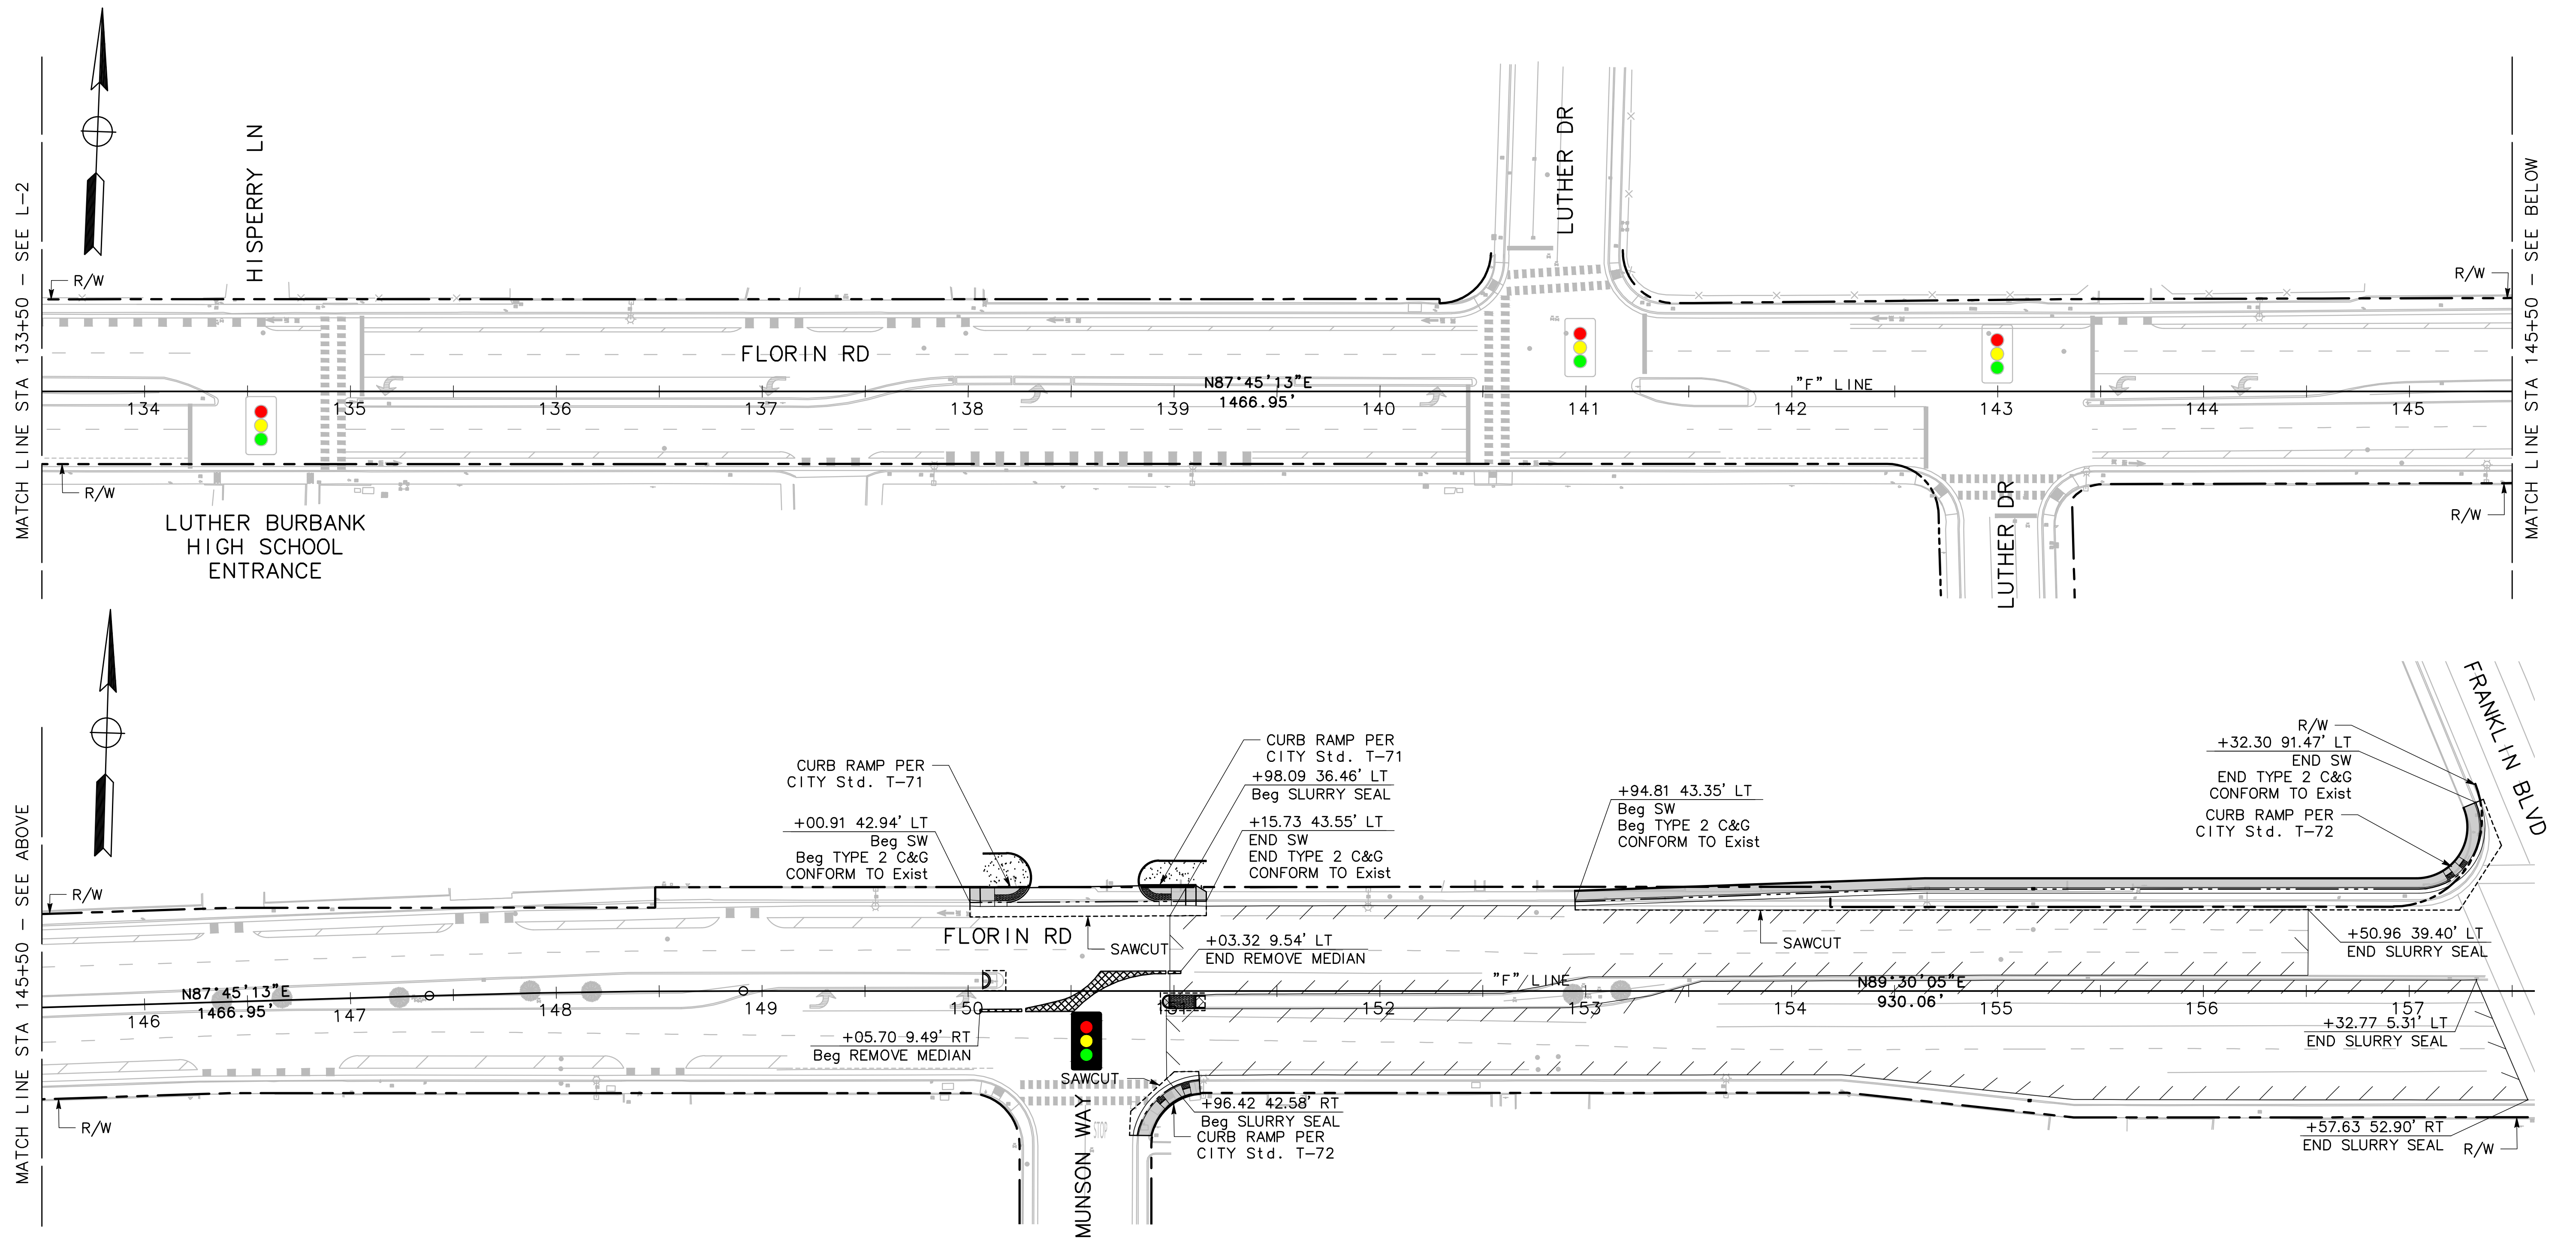 MATCH LINE STA 133+50 – SEE L–2
R/W
HISPERRY LN
LUTHER DR
R/W
MATCH LINE STA 145+50 – SEE BELOW
FLORIN RD
N87°45'13"E
1466.95'
"F" LINE
134
135
136
137
138
139
140
141
142
143
144
145
R/W
LUTHER BURBANK
HIGH SCHOOL
ENTRANCE
LUTHER DR
R/W
MATCH LINE STA 145+50 – SEE ABOVE
R/W
CURB RAMP PER
CITY Std. T–71
+00.91 42.94' LT
Beg SW
Beg TYPE 2 C&G
CONFORM TO Exist
CURB RAMP PER
CITY Std. T–71
+98.09 36.46' LT
Beg SLURRY SEAL
+15.73 43.55' LT
END SW
END TYPE 2 C&G
CONFORM TO Exist
+94.81 43.35' LT
Beg SW
Beg TYPE 2 C&G
CONFORM TO Exist
R/W
+32.30 91.47' LT
END SW
END TYPE 2 C&G
CONFORM TO Exist
CURB RAMP PER
CITY Std. T–72
FRANKLIN BLVD
FLORIN RD
SAWCUT
+03.32 9.54' LT
END REMOVE MEDIAN
SAWCUT
+50.96 39.40' LT
END SLURRY SEAL
N87°45'13"E
1466.95'
"F" LINE
N89°30'05"E
930.06'
146
147
148
149
150
151
152
153
154
155
156
157
+05.70 9.49' RT
Beg REMOVE MEDIAN
+32.77 5.31' LT
END SLURRY SEAL
SAWCUT
+96.42 42.58' RT
Beg SLURRY SEAL
CURB RAMP PER
CITY Std. T–72
STOP
MUNSON WAY
R/W
+57.63 52.90' RT
END SLURRY SEAL
R/W